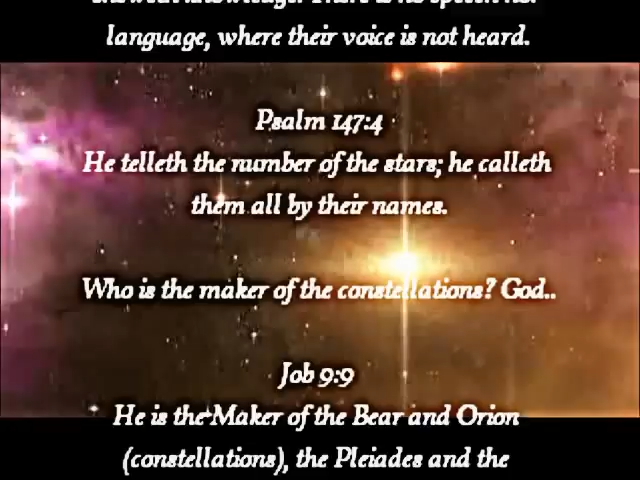 language, where their voice is not heard.
Psalm 147:4
He telleth the number of the stars; he calleth
them all by their names.
Who is the maker of the constellations? God..
Job 9:9
He is the Maker of the Bear and Orion
(constellations), the Pleiades and the